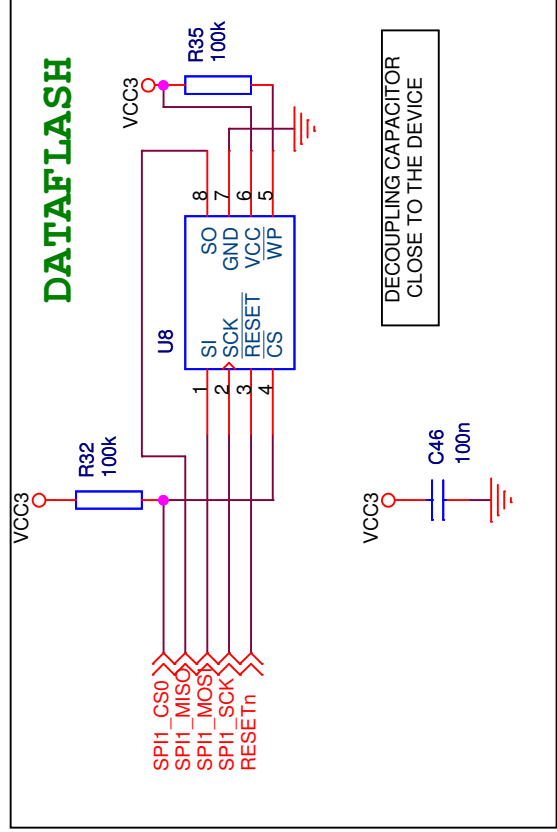 DATAFLASH
VCC3
R35
100k
DECOUPLING CAPACITOR
CLOSE TO THE DEVICE
U8
8
7
6
5
SO
GND
VCC
WP
SI
SCK
RESET
CS
1
2
3
4
VCC3
R32
100k
VCC3
C46
100n
SPI1_CS0
SPI1_MISO
SPI1_MOSI
SPI1_SCK
RESETn